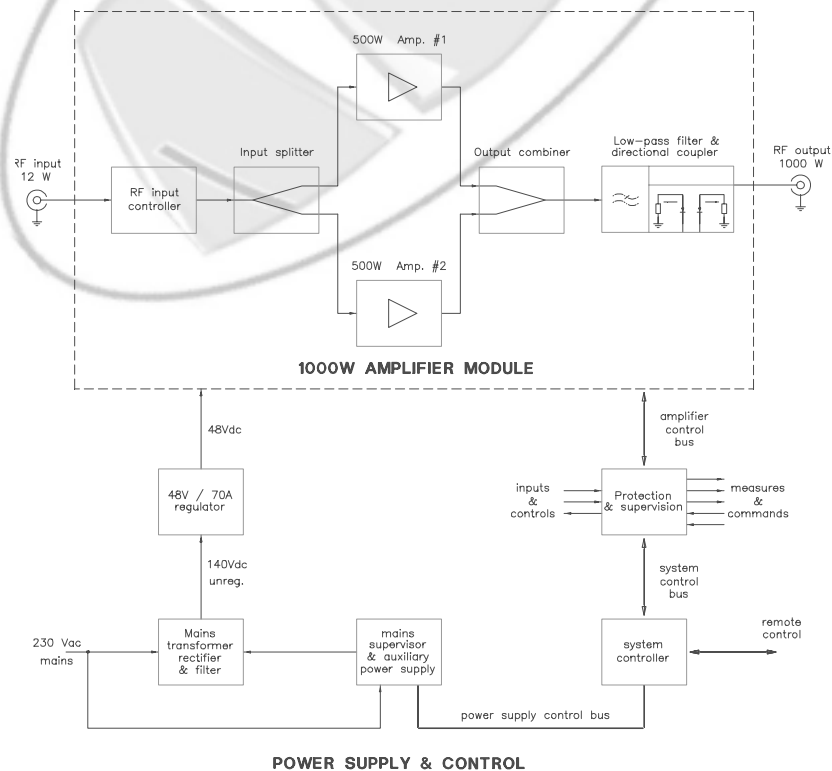 500W Amp. #1
Input splitter
Output combiner
Low-pass filter &
directional coupler
RF input
12 W
RF output
1000 W
RF input
controller
500W Amp. #2
1000W AMPLIFIER MODULE
48Vdc
amplifier
control
bus
48V / 70A
regulator
inputs
&
controls
Protection
& supervision
measures
&
commands
140Vdc
unreg.
system
control
bus
230 Vac
mains
Mains
transformer
rectifier
& filter
mains
supervisor
& auxiliary
power supply
system
controller
remote
control
power supply control bus
POWER SUPPLY & CONTROL